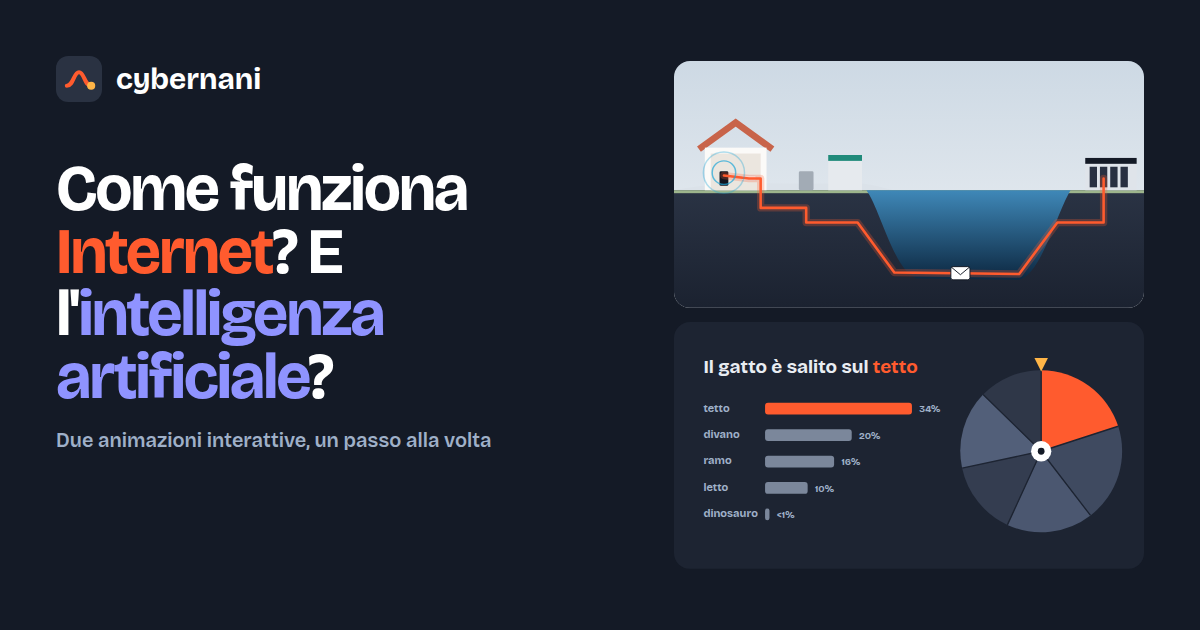 cybernani
Come funziona
Internet? E
l'intelligenza
artificiale?
Due animazioni interattive, un passo alla volta
Il gatto è salito sul tetto
tetto 34%
divano 20%
ramo 16%
letto 10%
dinosauro <1%